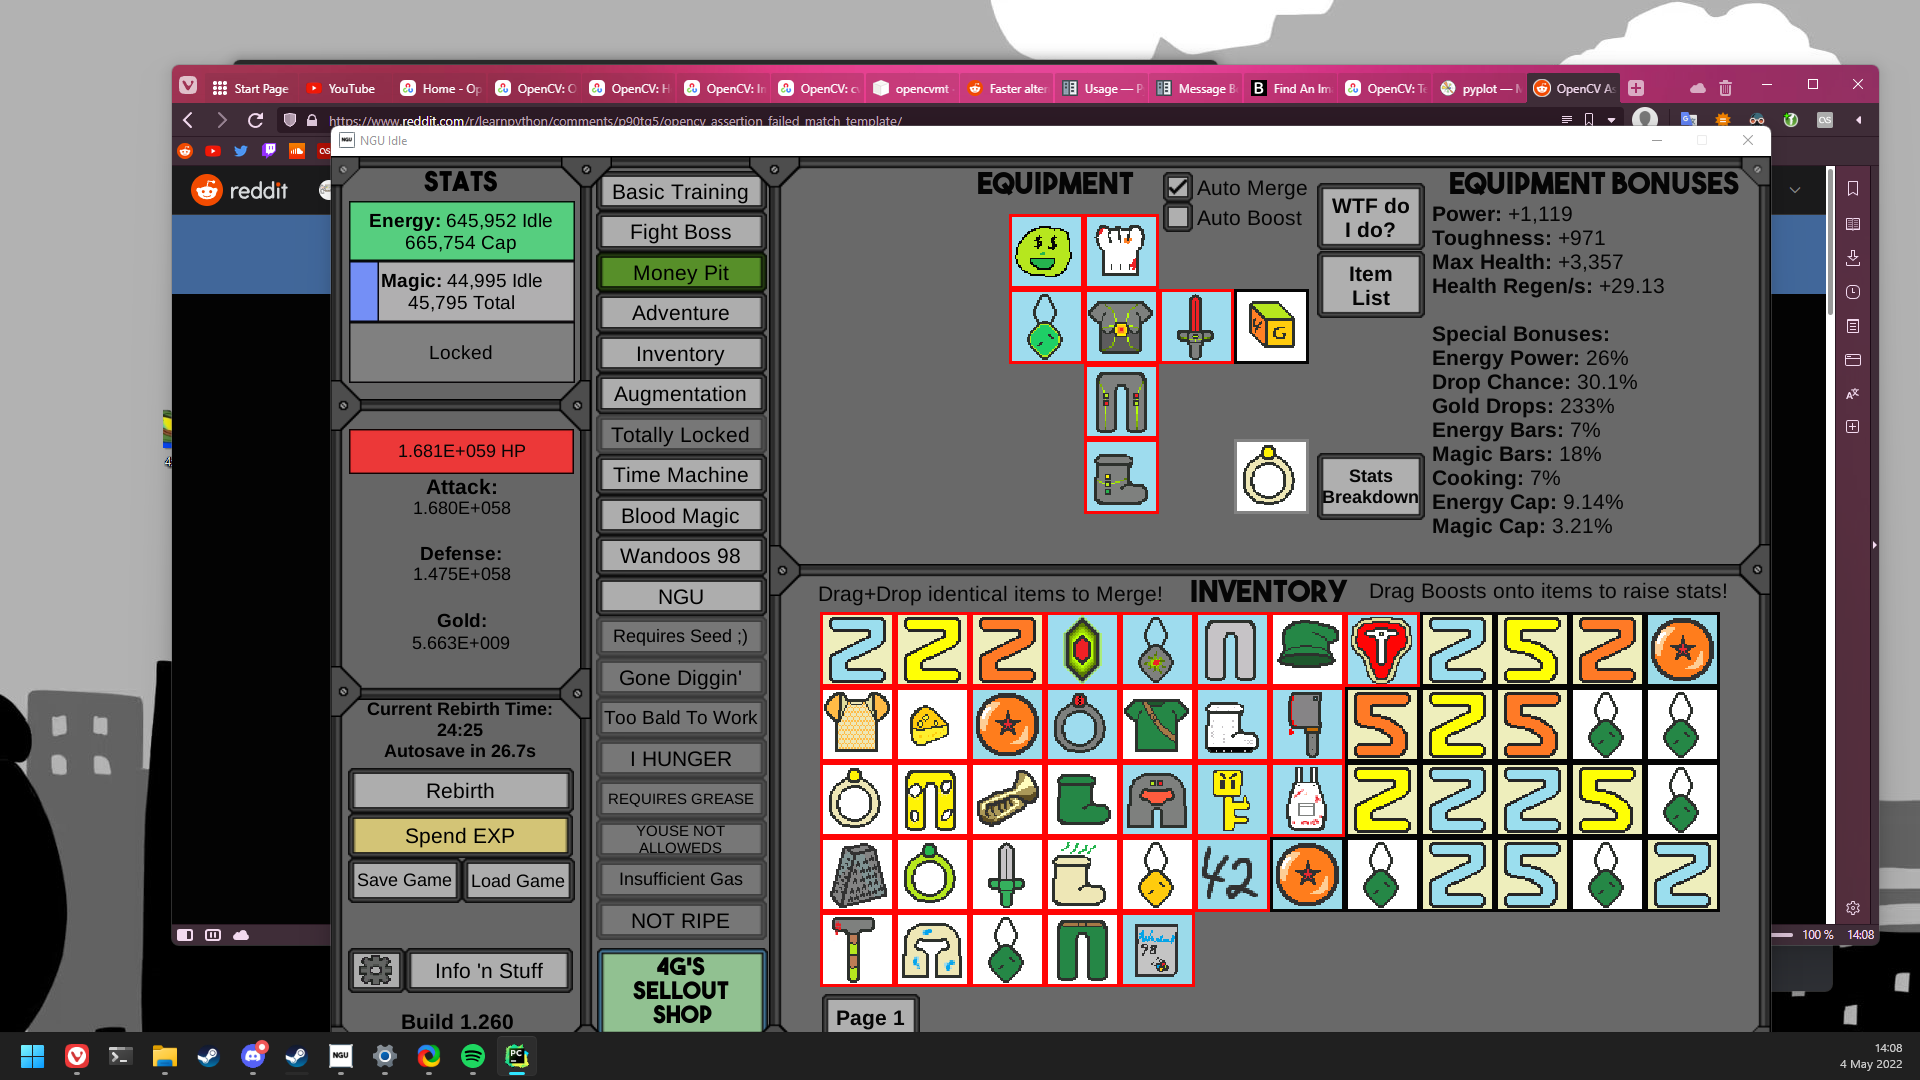 Start Page
YouTube
Home - Op
OpenCV: O
OpenCV: H
OpenCV: In
OpenCV: cv
opencvmt
Faster alter
Usage — P
Message B
Find An Im
OpenCV: Te
pyplot — M
OpenCV As
https://www.reddit.com/r/learnpython/comments/p90tg5/opencv_assertion_failed_match_template/
NGU Idle
reddit
STATS
Energy: 645,952 Idle
665,754 Cap
Magic: 44,995 Idle
45,795 Total
Locked
1.681E+059 HP
Attack:
1.680E+058
Defense:
1.475E+058
Gold:
5.663E+009
Current Rebirth Time:
24:25
Autosave in 26.7s
Rebirth
Spend EXP
Save Game
Load Game
Info 'n Stuff
Build 1.260
Basic Training
Fight Boss
Money Pit
Adventure
Inventory
Augmentation
Totally Locked
Time Machine
Blood Magic
Wandoos 98
NGU
Requires Seed ;)
Gone Diggin'
Too Bald To Work
I HUNGER
REQUIRES GREASE
YOUSE NOT
ALLOWEDS
Insufficient Gas
NOT RIPE
4G'S
SELLOUT
SHOP
EQUIPMENT
Auto Merge
Auto Boost
WTF do
I do?
Item
List
Stats
Breakdown
EQUIPMENT BONUSES
Power: +1,119
Toughness: +971
Max Health: +3,357
Health Regen/s: +29.13
Special Bonuses:
Energy Power: 26%
Drop Chance: 30.1%
Gold Drops: 233%
Energy Bars: 7%
Magic Bars: 18%
Cooking: 7%
Energy Cap: 9.14%
Magic Cap: 3.21%
Drag+Drop identical items to Merge!
INVENTORY
Drag Boosts onto items to raise stats!
42
Page 1
100 %
14:08
14:08
4 May 2022